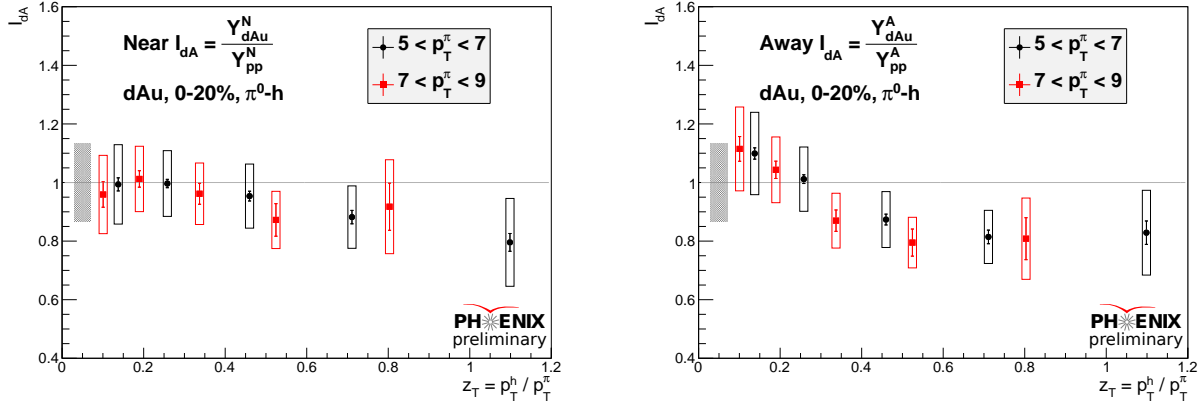 I_dA
1.6
1.4
1.2
1
0.8
0.6
0.4
Near I_dA = Y^N_dAu / Y^N_pp
dAu, 0-20%, π⁰-h
5 < p_T^π < 7
7 < p_T^π < 9
PHENIX
preliminary
0 0.2 0.4 0.6 0.8 1 1.2
z_T = p_T^h / p_T^π
I_dA
1.6
1.4
1.2
1
0.8
0.6
0.4
Away I_dA = Y^A_dAu / Y^A_pp
dAu, 0-20%, π⁰-h
5 < p_T^π < 7
7 < p_T^π < 9
PHENIX
preliminary
0 0.2 0.4 0.6 0.8 1 1.2
z_T = p_T^h / p_T^π